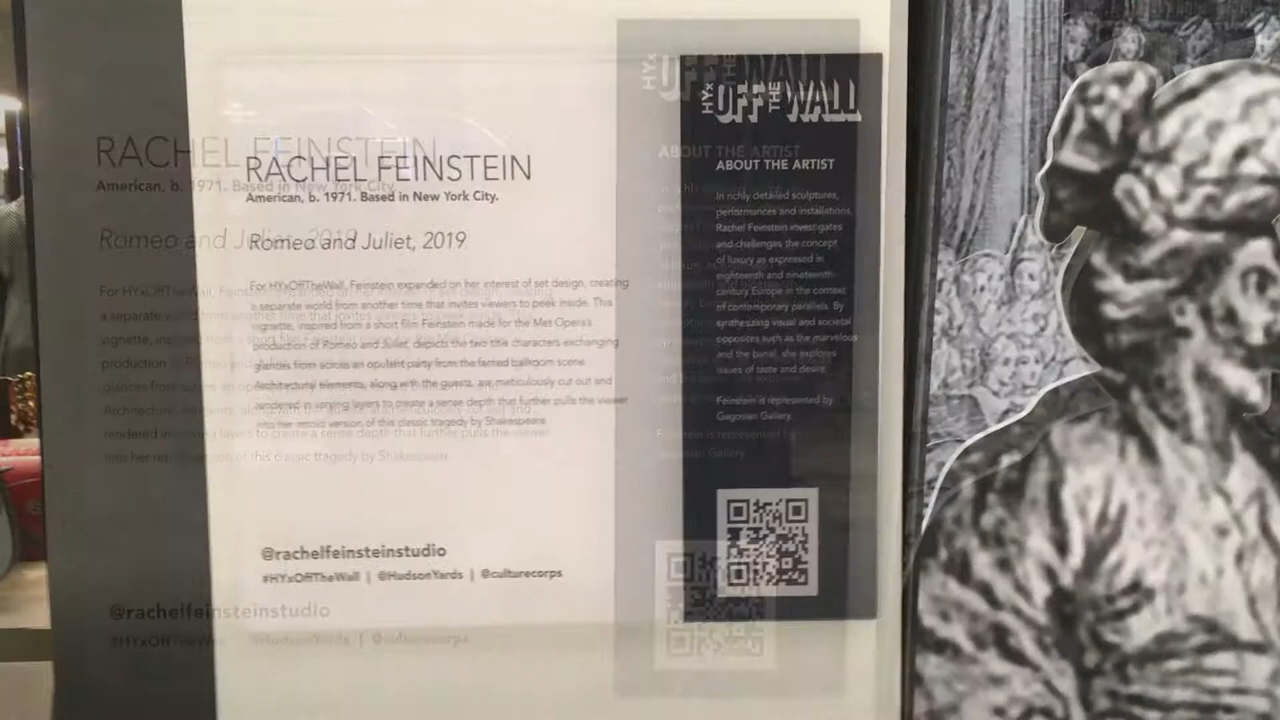 RACHEL FEINSTEIN
American, b. 1971. Based in New York City.
Romeo and Juliet, 2019
For HYxOffTheWall, Feinstein expanded on her interest of set design, creating
a separate world from another time that invites viewers to peek inside. This
vignette, inspired from a short film Feinstein made for the Met Opera's
production of Romeo and Juliet, depicts the two title characters exchanging
glances from across an opulent party from the famed ballroom scene.
Architectural elements, along with the guests, are meticulously cut out and
rendered in varying layers to create a sense depth that further pulls the viewer
into her retold version of this classic tragedy by Shakespeare.
@rachelfeinsteinstudio
#HYxOffTheWall | @HudsonYards | @culturecorps
HYx OFF THE WALL
ABOUT THE ARTIST
In richly detailed sculptures,
performances and installations,
Rachel Feinstein investigates
and challenges the concept
of luxury as expressed in
eighteenth and nineteenth-
century Europe in the context
of contemporary parallels. By
synthesizing visual and societal
opposites such as the marvelous
and the banal, she explores
issues of taste and desire.
Feinstein is represented by
Gagosian Gallery.